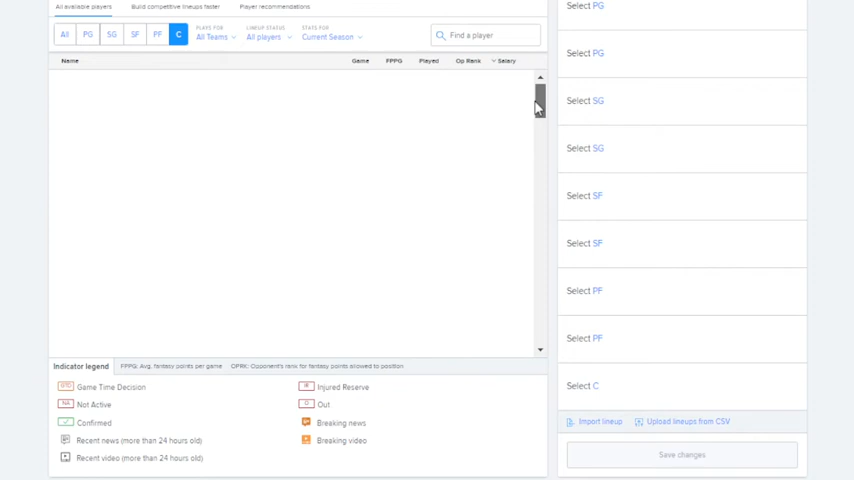 All available players Build competitive lineups faster Player recommendations
All PG SG SF PF C
PLAYS FOR LINEUP STATUS STATS FOR
All Teams All players Current Season
Find a player
Name Game FPPG Played Op Rank Salary
Select PG
Select PG
Select SG
Select SG
Select SF
Select SF
Select PF
Select PF
Select C
Indicator legend FPPG: Avg. fantasy points per game OPRK: Opponent's rank for fantasy points allowed to position
GTD Game Time Decision
NA Not Active
Confirmed
Recent news (more than 24 hours old)
Recent video (more than 24 hours old)
IR Injured Reserve
O Out
Breaking news
Breaking video
Import lineup Upload lineups from CSV
Save changes